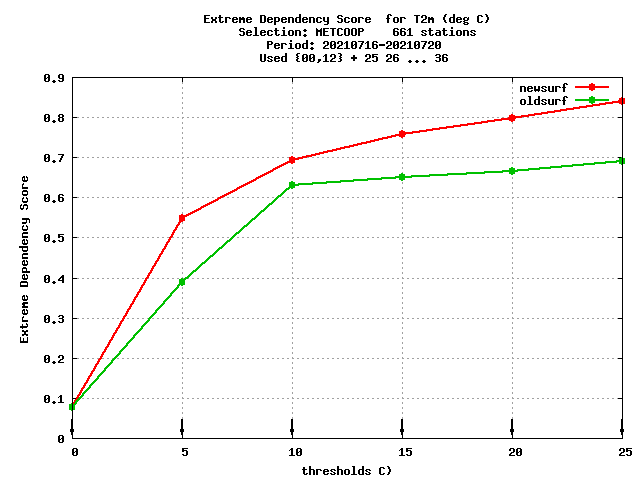 Extreme Dependency Score  for T2m (deg C)
Selection: METCOOP    661 stations
Period: 20210716-20210720
Used {00,12} + 25 26 ... 36
newsurf
oldsurf
0.9
0.8
0.7
0.6
0.5
0.4
0.3
0.2
0.1
0
Extreme Dependency Score
0 5 10 15 20 25
thresholds C)